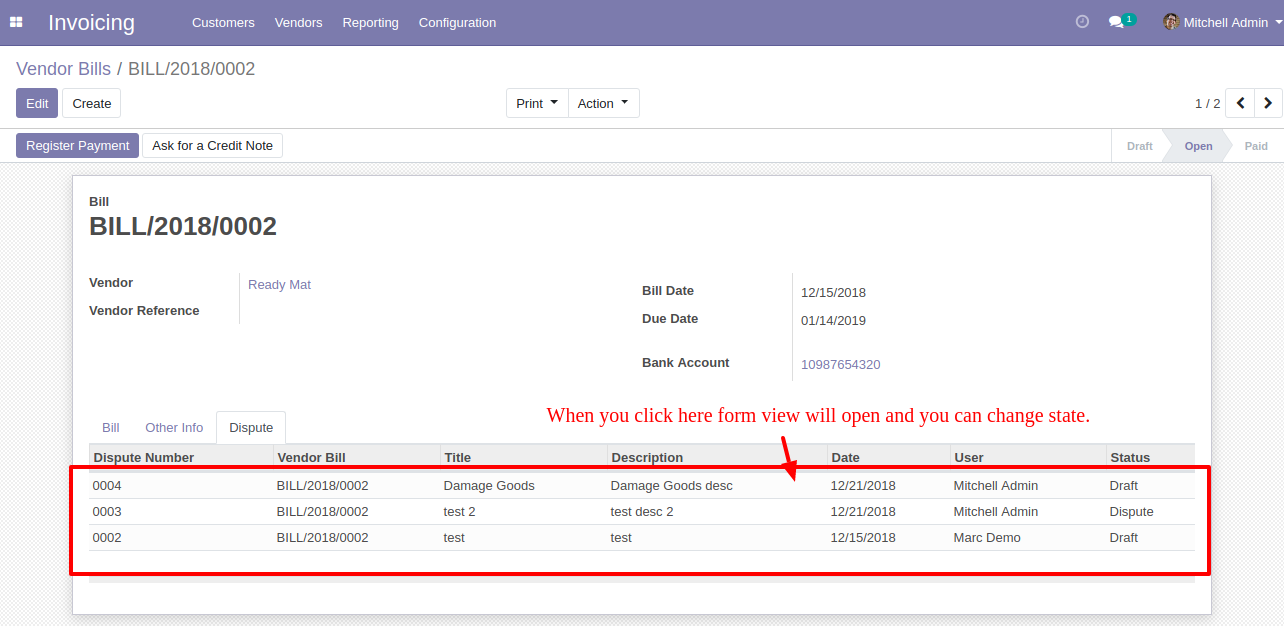 Invoicing Customers Vendors Reporting Configuration 1 Mitchell Admin
Vendor Bills / BILL/2018/0002
Edit Create Print Action 1 / 2
Register Payment Ask for a Credit Note Draft Open Paid
Bill
BILL/2018/0002
Vendor Ready Mat
Vendor Reference
Bill Date 12/15/2018
Due Date 01/14/2019
Bank Account 10987654320
When you click here form view will open and you can change state.
Bill Other Info Dispute
Dispute Number Vendor Bill Title Description Date User Status
0004 BILL/2018/0002 Damage Goods Damage Goods desc 12/21/2018 Mitchell Admin Draft
0003 BILL/2018/0002 test 2 test desc 2 12/21/2018 Mitchell Admin Dispute
0002 BILL/2018/0002 test test 12/15/2018 Marc Demo Draft